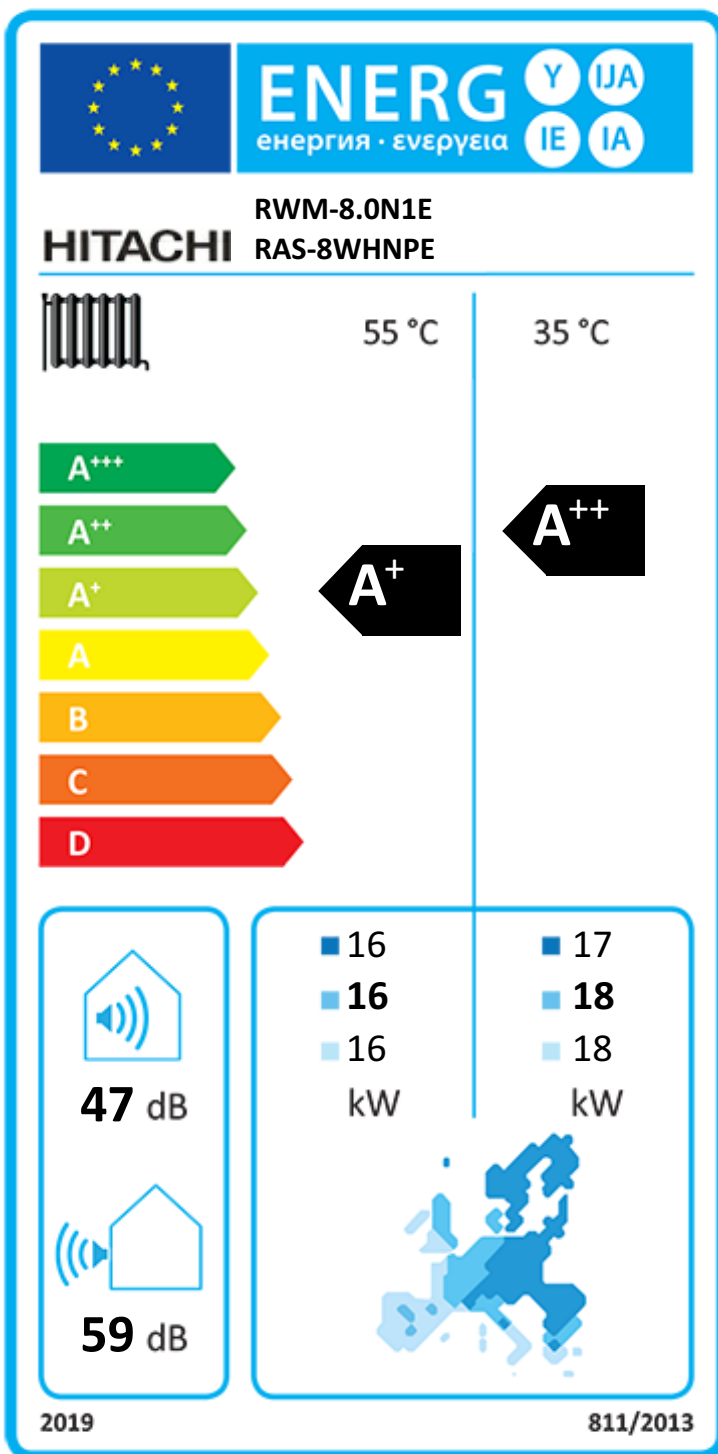 ENERG Y IJA
енергия · ενεργεια IE IA
HITACHI
RWM-8.0N1E
RAS-8WHNPE
55 °C
35 °C
A+++
A++
A+
A
B
C
D
A+
A++
47 dB
59 dB
16
16
16
kW
17
18
18
kW
2019
811/2013